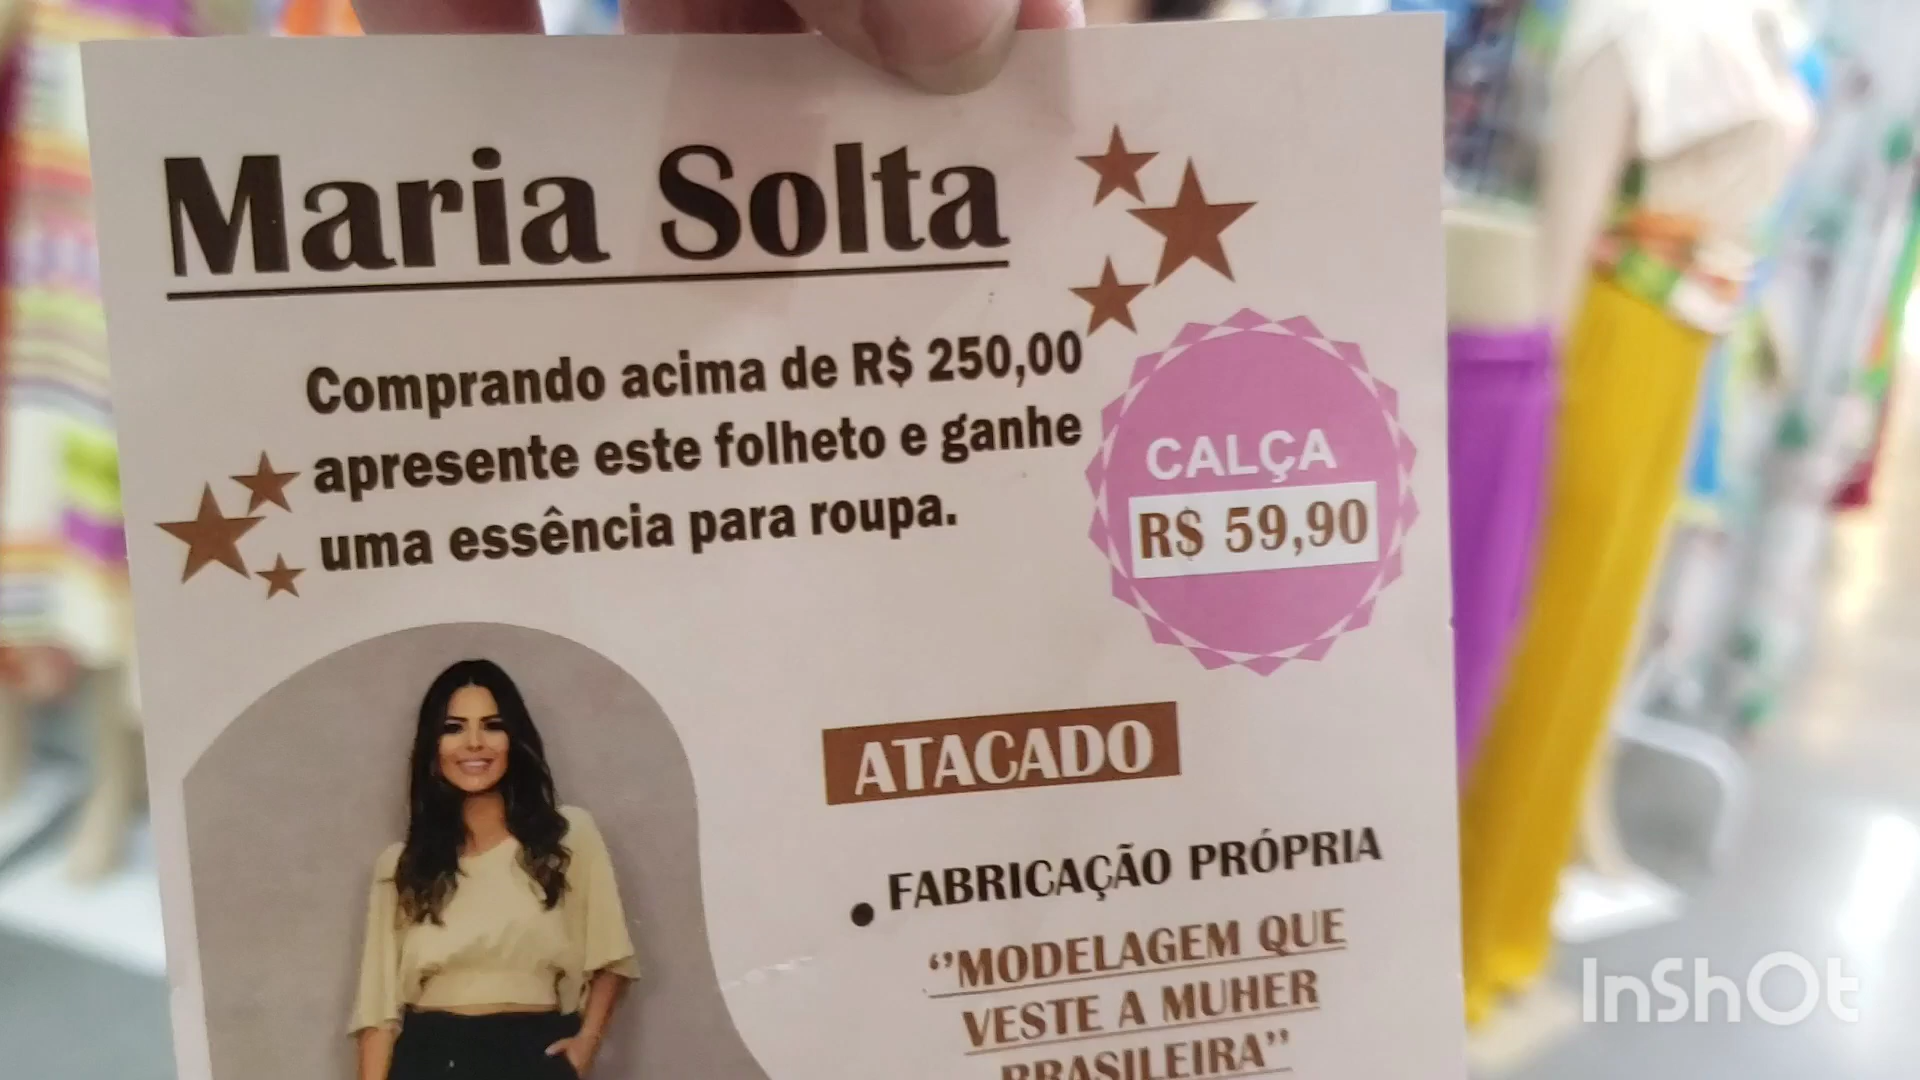 Maria Solta
Comprando acima de R$ 250,00
apresente este folheto e ganhe
uma essência para roupa.
CALÇA
R$ 59,90
ATACADO
• FABRICAÇÃO PRÓPRIA
‘’MODELAGEM QUE
VESTE A MUHER
BRASILEIRA’’
InShOt